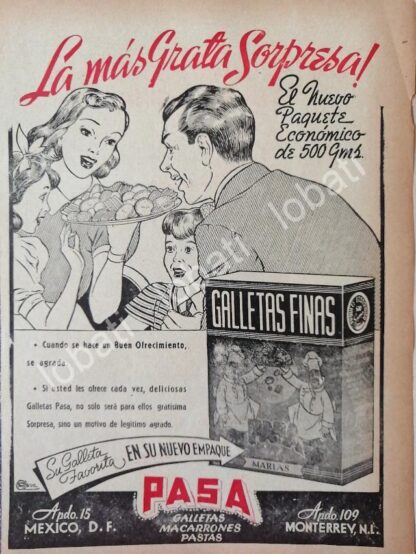 La más Grata Sorpresa!
El Nuevo
Paquete
Económico
de 500 Gms.
lobati
lobati
lobati
GALLETAS FINAS
• Cuando se hace un Buen Ofrecimiento,
se agrada.
• Si usted les ofrece cada vez, deliciosas
Galletas Pasa, no solo será para ellos gratísima
Sorpresa, sino un motivo de legítimo agrado.
PASA
MARIAS
Su Galleta
Favorita
EN SU NUEVO EMPAQUE
PASA
GALLETAS
MACARRONES
PASTAS
Apdo. 15
MEXICO, D. F.
Apdo. 109
MONTERREY, N.L.